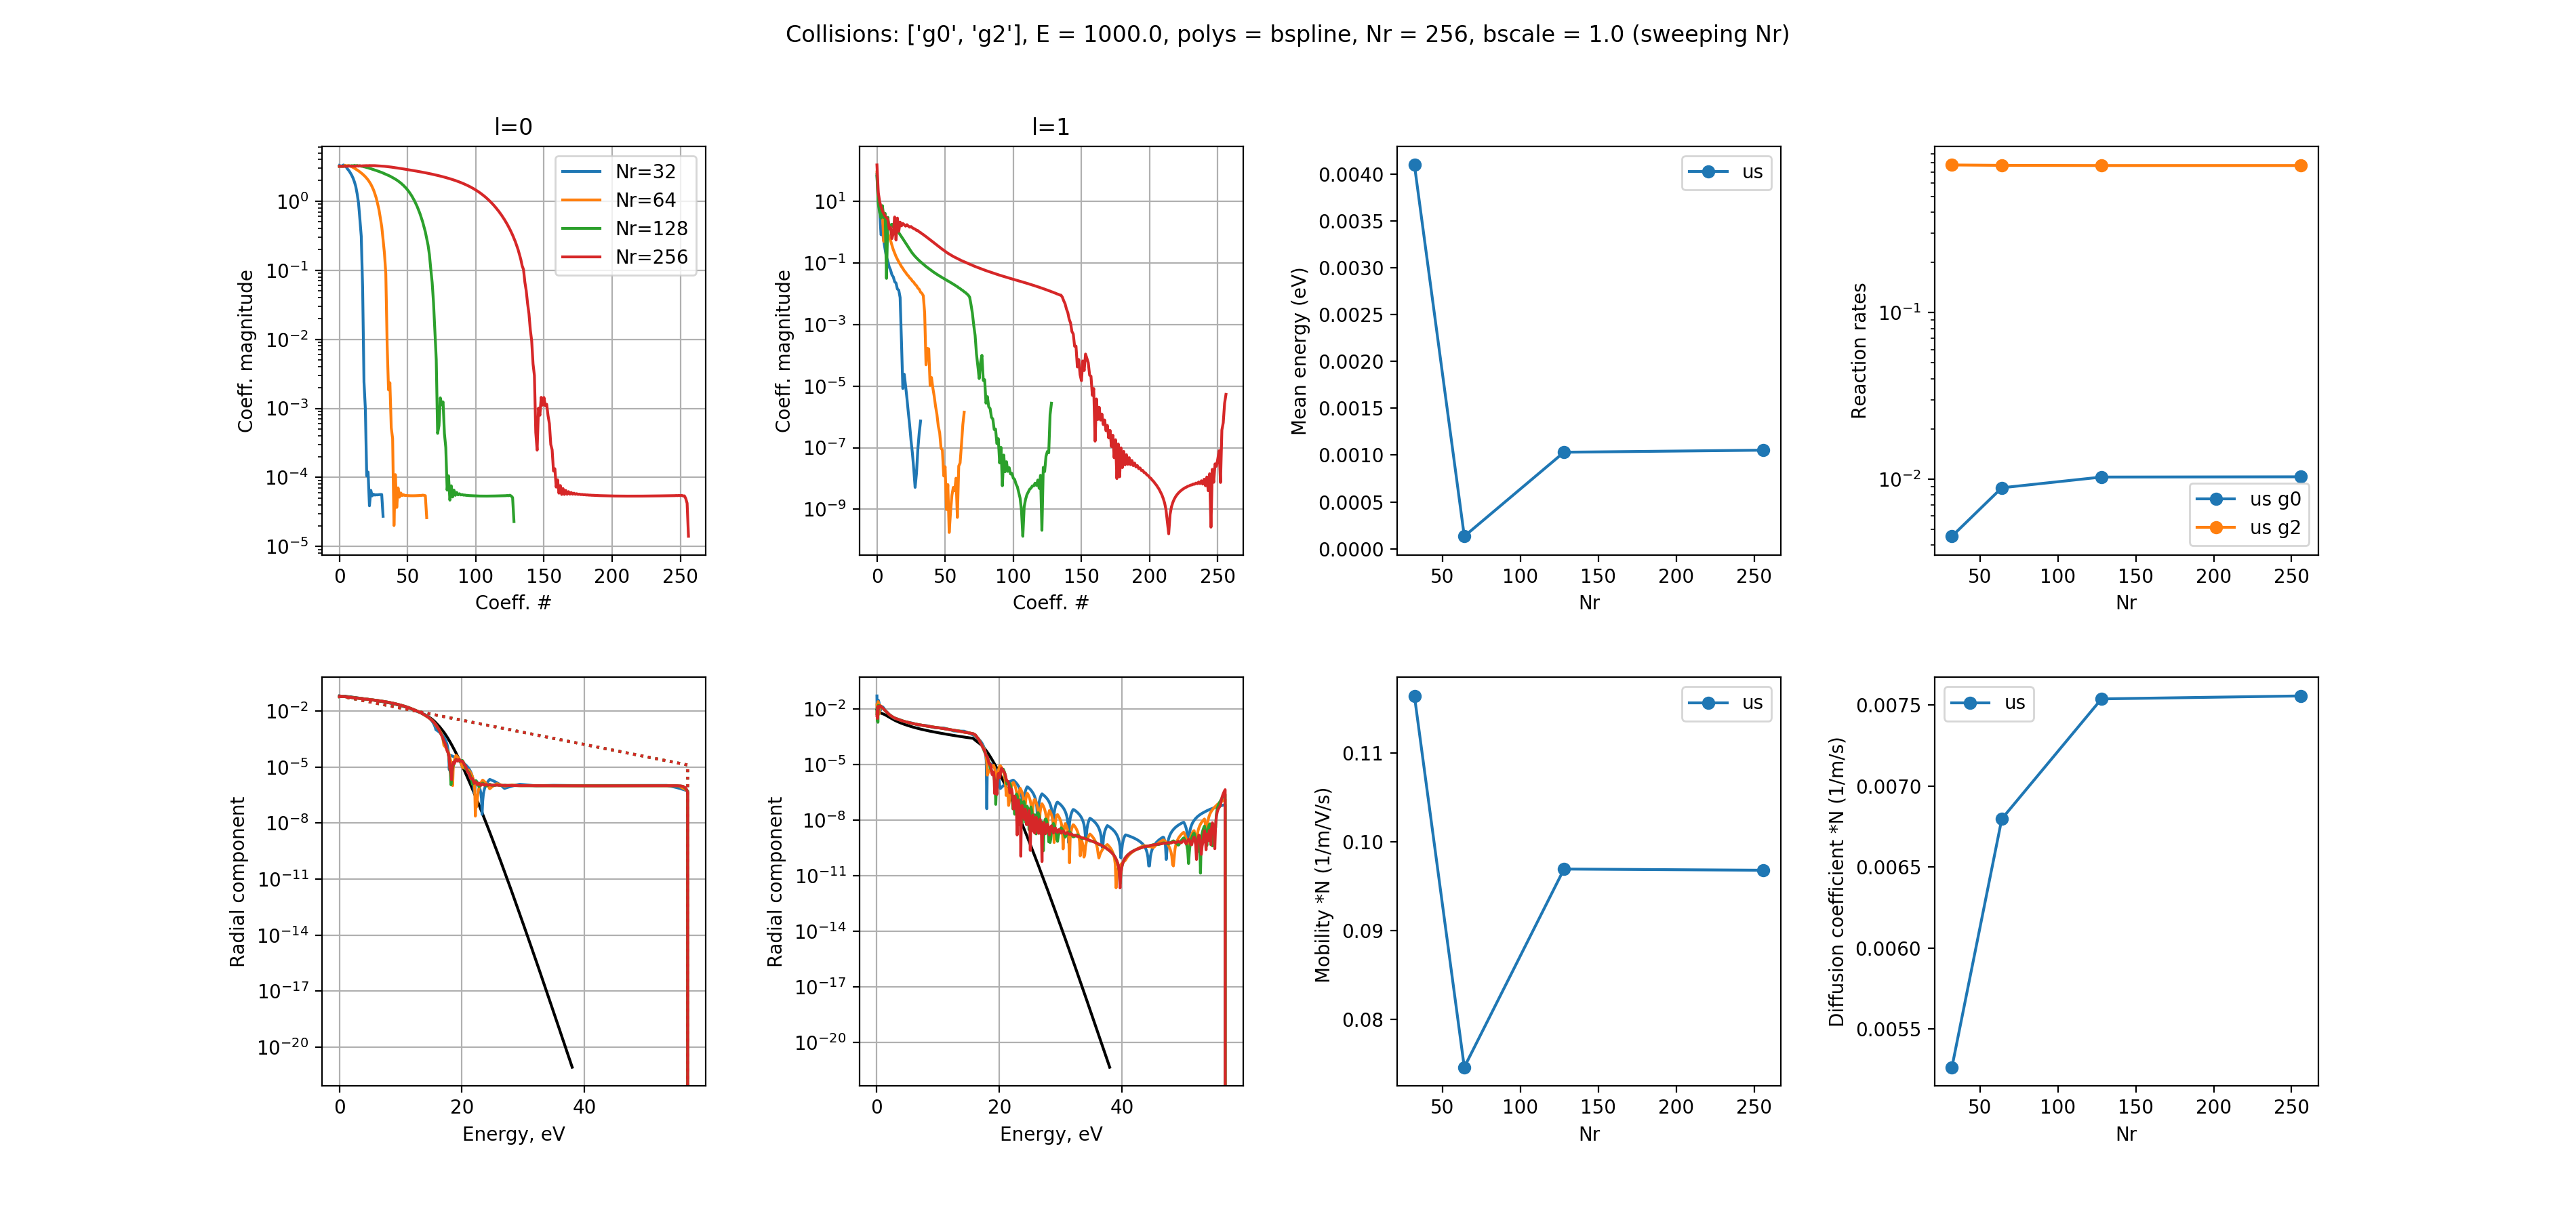 Collisions: ['g0', 'g2'], E = 1000.0, polys = bspline, Nr = 256, bscale = 1.0 (sweeping Nr)
l=0
Coeff. magnitude
10⁰
10⁻¹
10⁻²
10⁻³
10⁻⁴
10⁻⁵
Nr=32
Nr=64
Nr=128
Nr=256
0 50 100 150 200 250
Coeff. #
l=1
Coeff. magnitude
10¹
10⁻¹
10⁻³
10⁻⁵
10⁻⁷
10⁻⁹
0 50 100 150 200 250
Coeff. #
Mean energy (eV)
0.0040
0.0035
0.0030
0.0025
0.0020
0.0015
0.0010
0.0005
0.0000
us
50 100 150 200 250
Nr
Reaction rates
10⁻¹
10⁻²
us g0
us g2
50 100 150 200 250
Nr
Radial component
10⁻²
10⁻⁵
10⁻⁸
10⁻¹¹
10⁻¹⁴
10⁻¹⁷
10⁻²⁰
0 20 40
Energy, eV
Radial component
10⁻²
10⁻⁵
10⁻⁸
10⁻¹¹
10⁻¹⁴
10⁻¹⁷
10⁻²⁰
0 20 40
Energy, eV
Mobility *N (1/m/V/s)
0.11
0.10
0.09
0.08
us
50 100 150 200 250
Nr
Diffusion coefficient *N (1/m/s)
0.0075
0.0070
0.0065
0.0060
0.0055
us
50 100 150 200 250
Nr